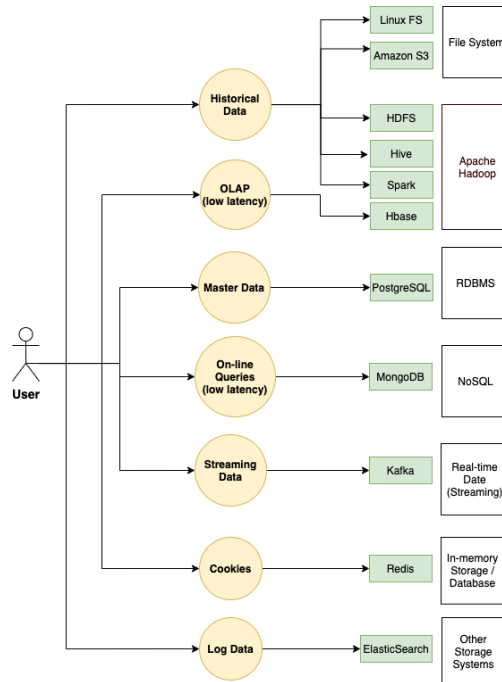 Linux FS
Amazon S3
File System
Historical
Data
HDFS
Hive
Spark
Hbase
Apache
Hadoop
OLAP
(low latency)
Master Data
PostgreSQL
RDBMS
User
On-line
Queries
(low latency)
MongoDB
NoSQL
Streaming
Data
Kafka
Real-time
Date
(Streaming)
Cookies
Redis
In-memory
Storage /
Database
Log Data
ElasticSearch
Other
Storage
Systems